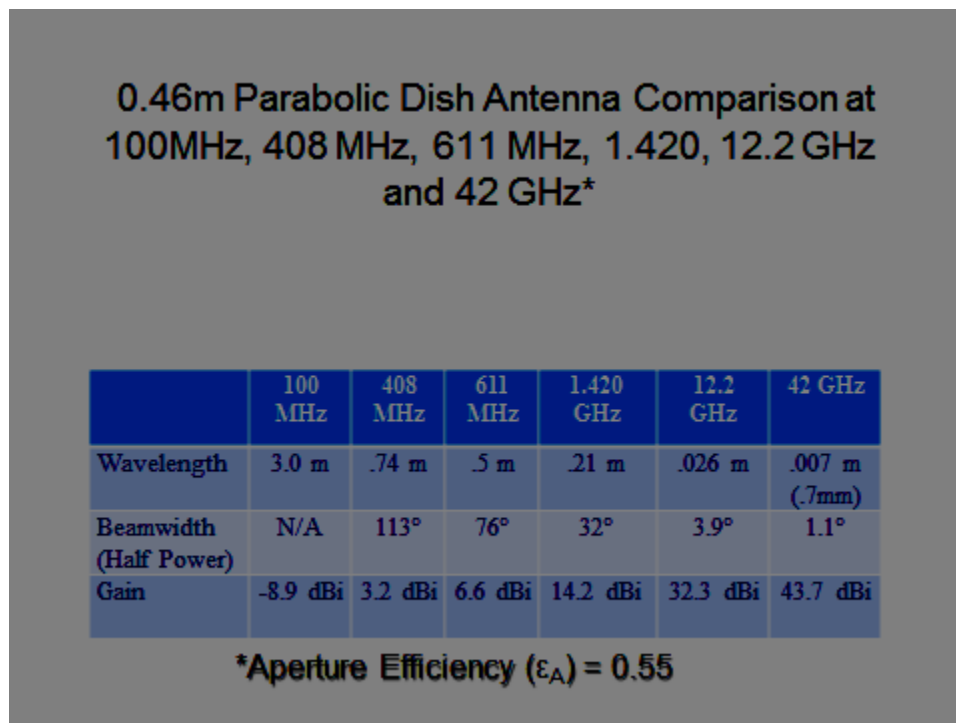 0.46m Parabolic Dish Antenna Comparison at
100MHz, 408 MHz, 611 MHz, 1.420, 12.2 GHz
and 42 GHz*
100 MHz 408 MHz 611 MHz 1.420 GHz 12.2 GHz 42 GHz
Wavelength 3.0 m .74 m .5 m .21 m .026 m .007 m (.7mm)
Beamwidth (Half Power) N/A 113° 76° 32° 3.9° 1.1°
Gain -8.9 dBi 3.2 dBi 6.6 dBi 14.2 dBi 32.3 dBi 43.7 dBi
*Aperture Efficiency (εA) = 0.55